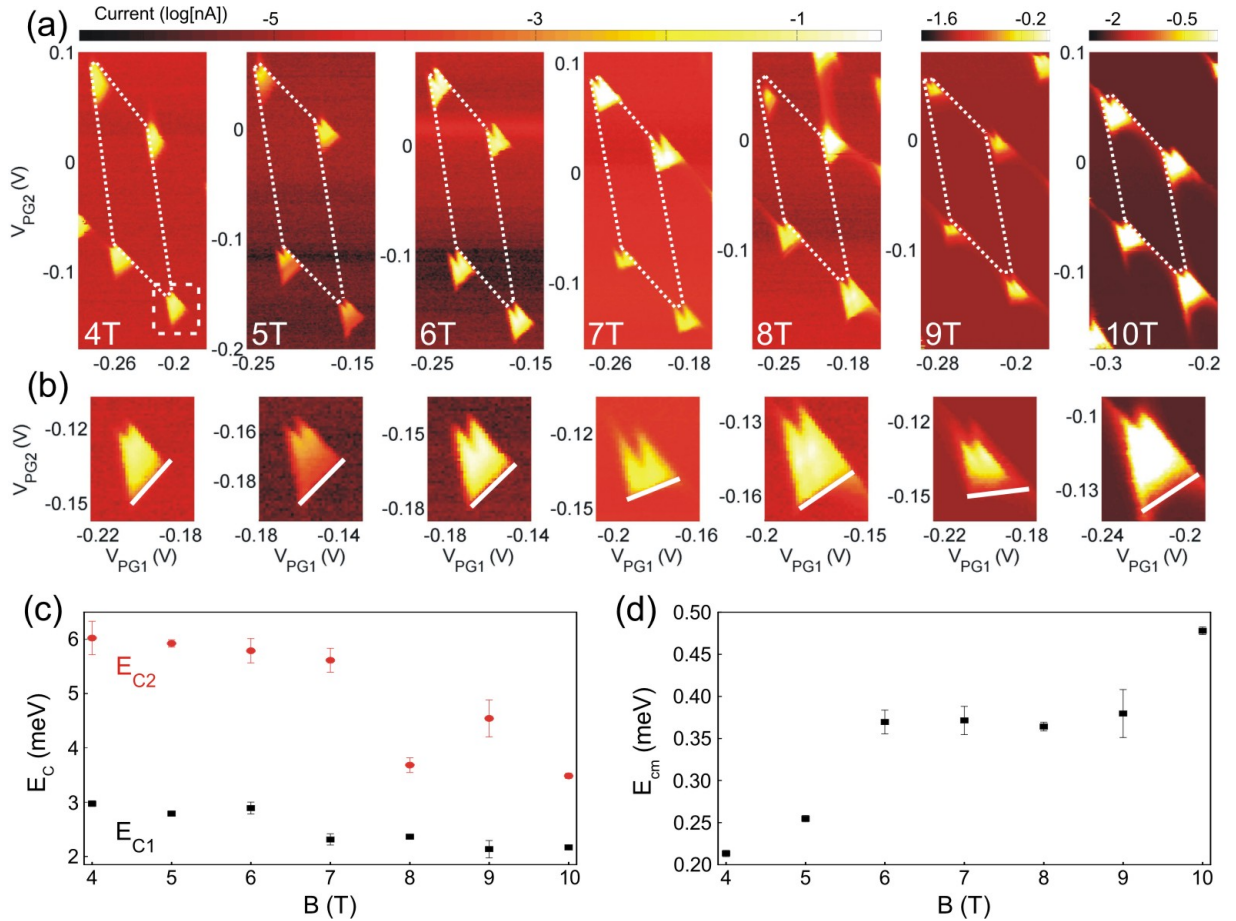 (a)
Current (log[nA])
-5 -3 -1 -1.6 -0.2 -2 -0.5
V_PG2 (V)
0.1 0 -0.1
4T
-0.26 -0.2
0.1 0 -0.1 -0.2
5T
-0.25 -0.15
0 -0.1
6T
-0.25 -0.15
0.1 0 -0.1
7T
-0.26 -0.18
0 -0.1
8T
-0.26 -0.18
0 -0.1
9T
-0.28 -0.2
0.1 0 -0.1
10T
-0.3 -0.2
(b)
V_PG2 (V)
-0.12 -0.15
-0.22 -0.18
V_PG1 (V)
-0.16 -0.18
-0.18 -0.14
V_PG1 (V)
-0.15 -0.18
-0.18 -0.14
V_PG1 (V)
-0.12 -0.15
-0.2 -0.16
V_PG1 (V)
-0.13 -0.16
-0.2 -0.15
V_PG1 (V)
-0.12 -0.15
-0.22 -0.18
V_PG1 (V)
-0.1 -0.13
-0.24 -0.2
V_PG1 (V)
(c)
E_C (meV)
6 5 4 3 2
E_C2
E_C1
4 5 6 7 8 9 10
B (T)
(d)
E_cm (meV)
0.50 0.45 0.40 0.35 0.30 0.25 0.20
4 5 6 7 8 9 10
B (T)